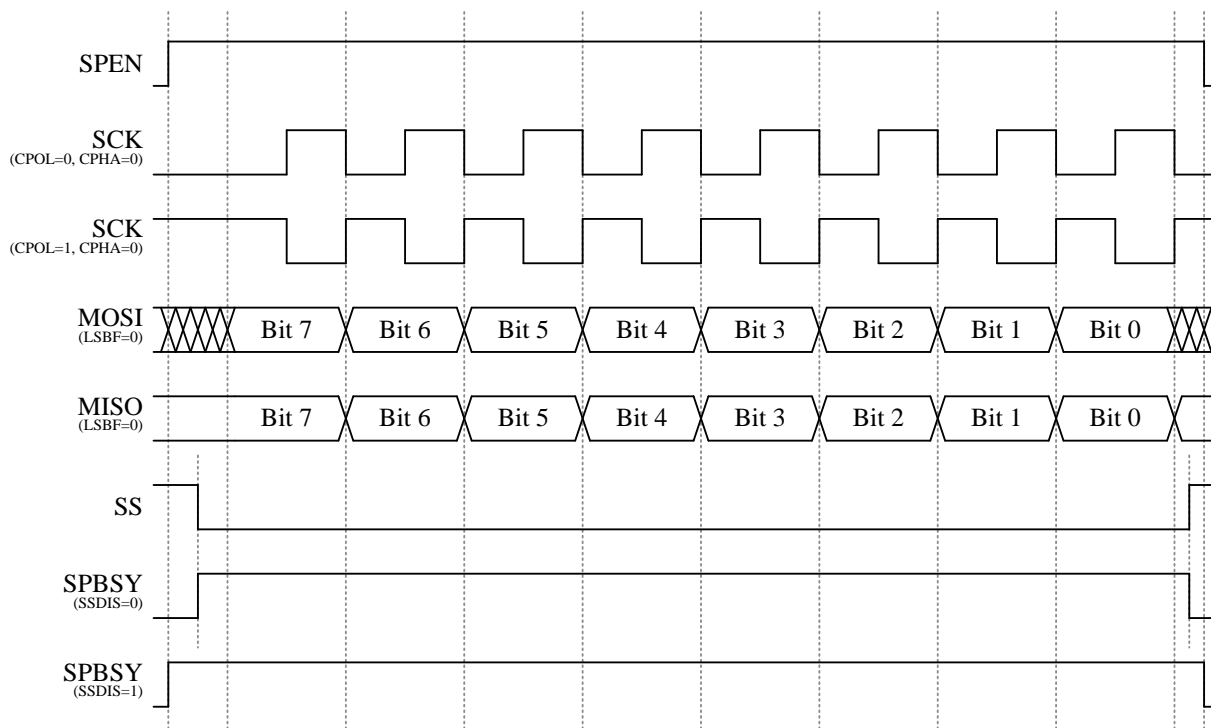 SPEN
SCK
(CPOL=0, CPHA=0)
SCK
(CPOL=1, CPHA=0)
MOSI
(LSBF=0)
Bit 7 Bit 6 Bit 5 Bit 4 Bit 3 Bit 2 Bit 1 Bit 0
MISO
(LSBF=0)
Bit 7 Bit 6 Bit 5 Bit 4 Bit 3 Bit 2 Bit 1 Bit 0
SS
SPBSY
(SSDIS=0)
SPBSY
(SSDIS=1)